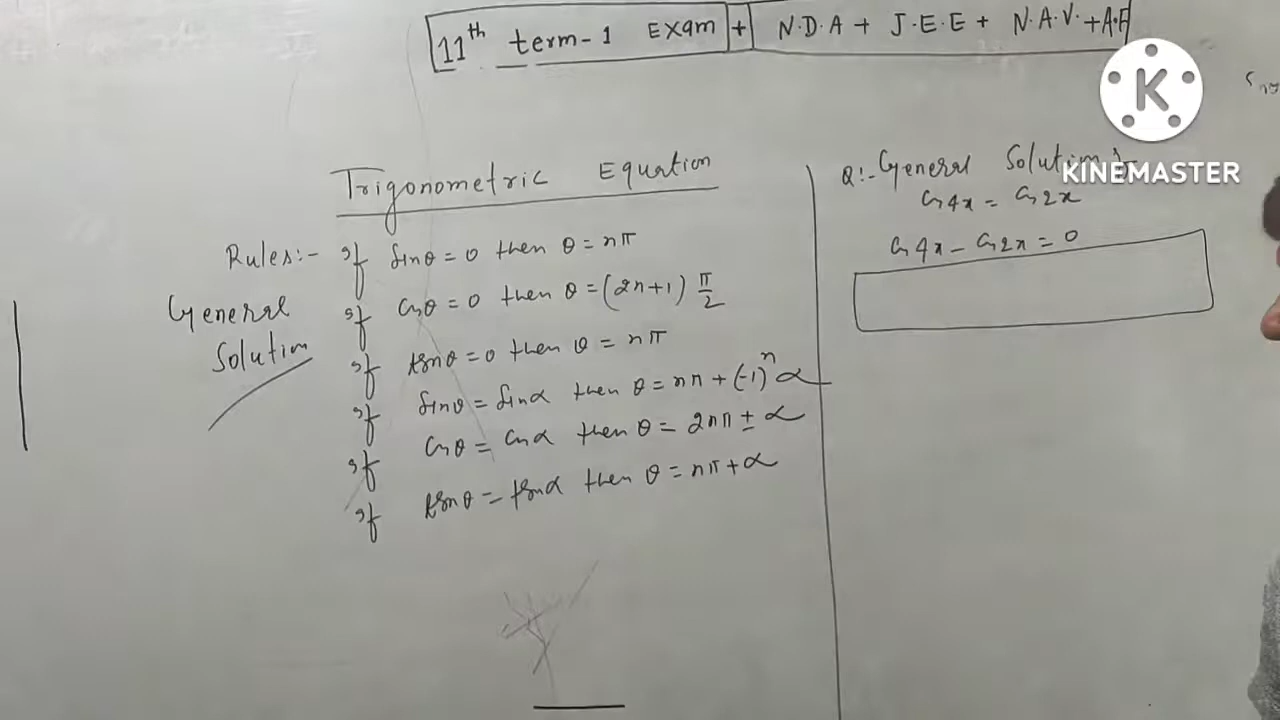 11th term-1 Exam + N.D.A + J.E.E + N.A.V. + A.F
K
KINEMASTER
Trigonometric Equation
Rules:- If Sinθ = 0 then θ = nπ
General Solution
If Cosθ = 0 then θ = (2n+1) π/2
If tanθ = 0 then θ = nπ
If Sinθ = Sinα then θ = nπ + (-1)^n α
If Cosθ = Cosα then θ = 2nπ ± α
If tanθ = tanα then θ = nπ + α
Q:- General Solution
Cos4x = Cos2x
Cos4x - Cos2x = 0